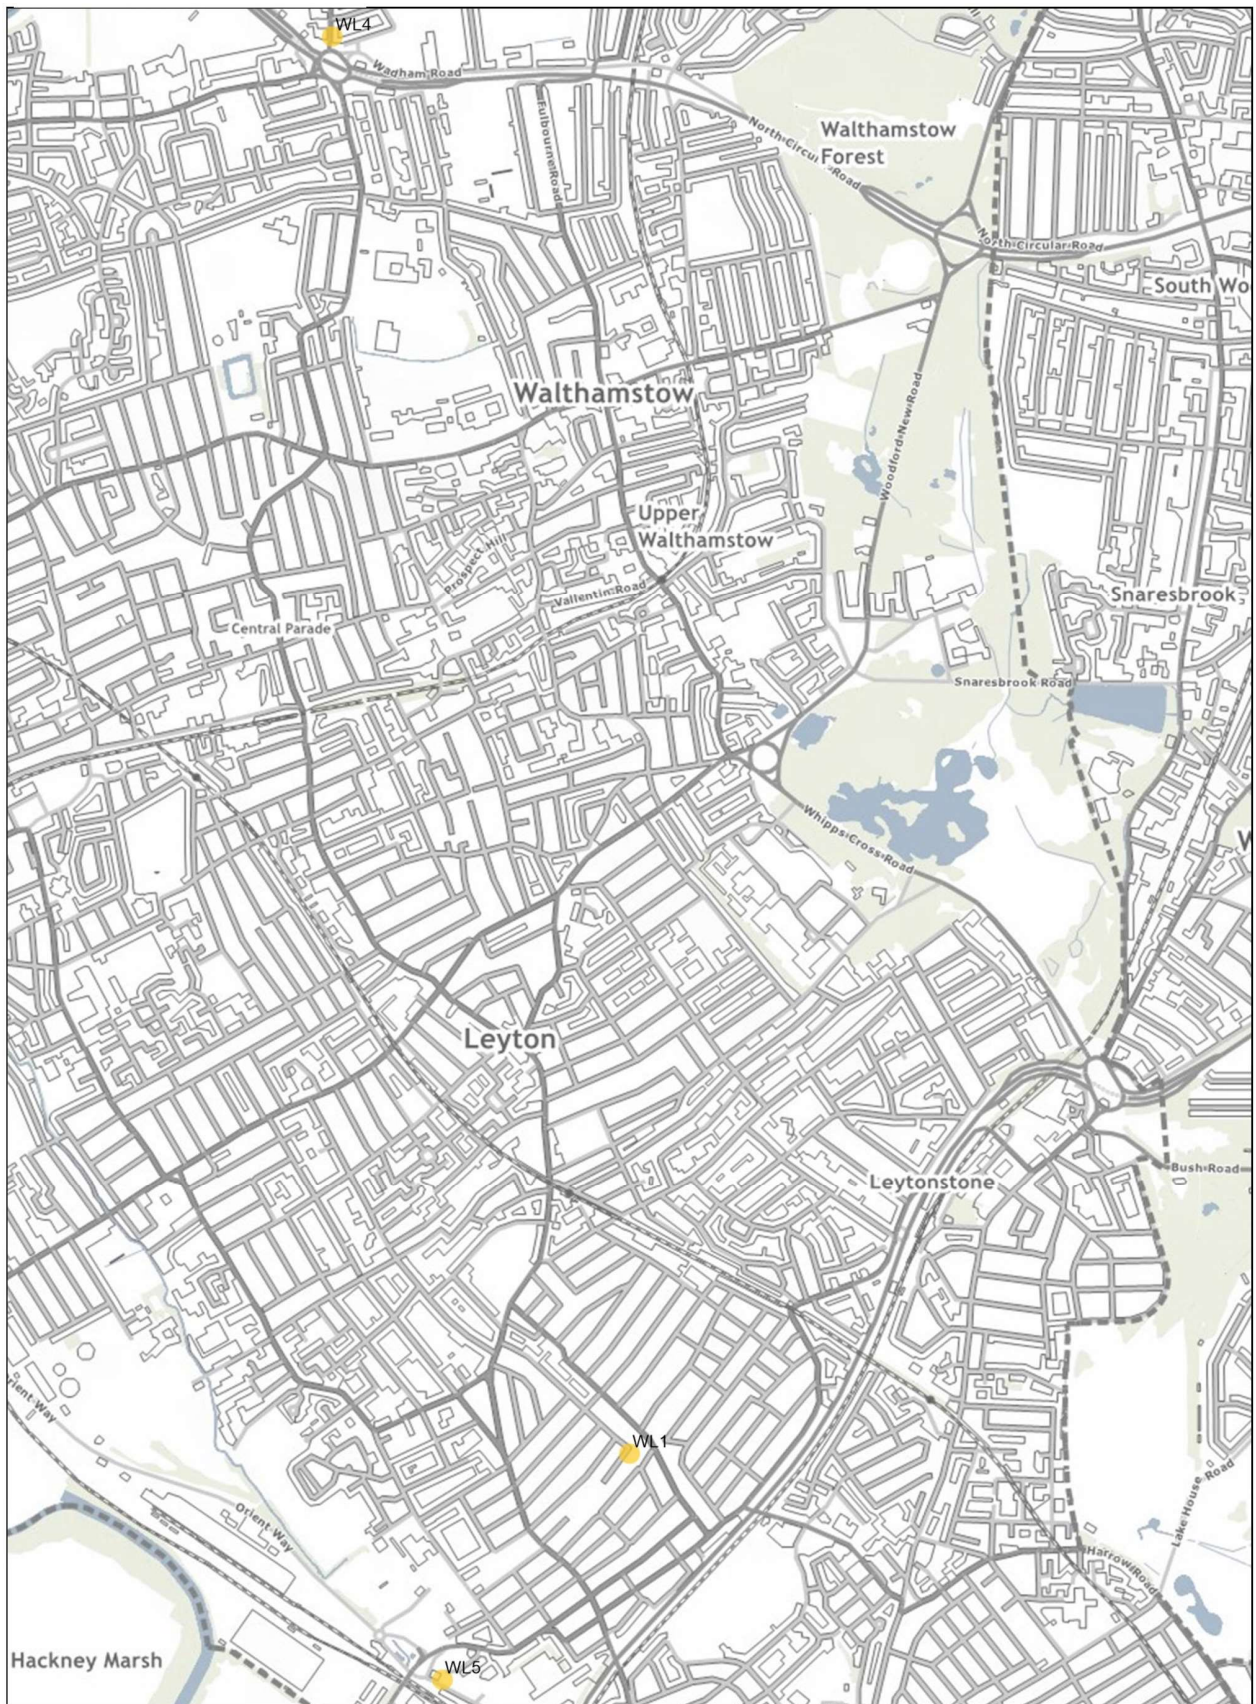 WL4
Wadham Road
Fulbourne Road
North Circular Road
Walthamstow
Forest
North Circular Road
South Wo
Walthamstow
Woodford New Road
Upper
Walthamstow
Prospect Hill
Vallentin Road
Snaresbrook
Central Parade
Snaresbrook Road
Whipps Cross Road
W
Leyton
Leytonstone
Bush Road
rient Way
WL1
Lake House Road
Orient Way
Harrow Road
Hackney Marsh
WL5